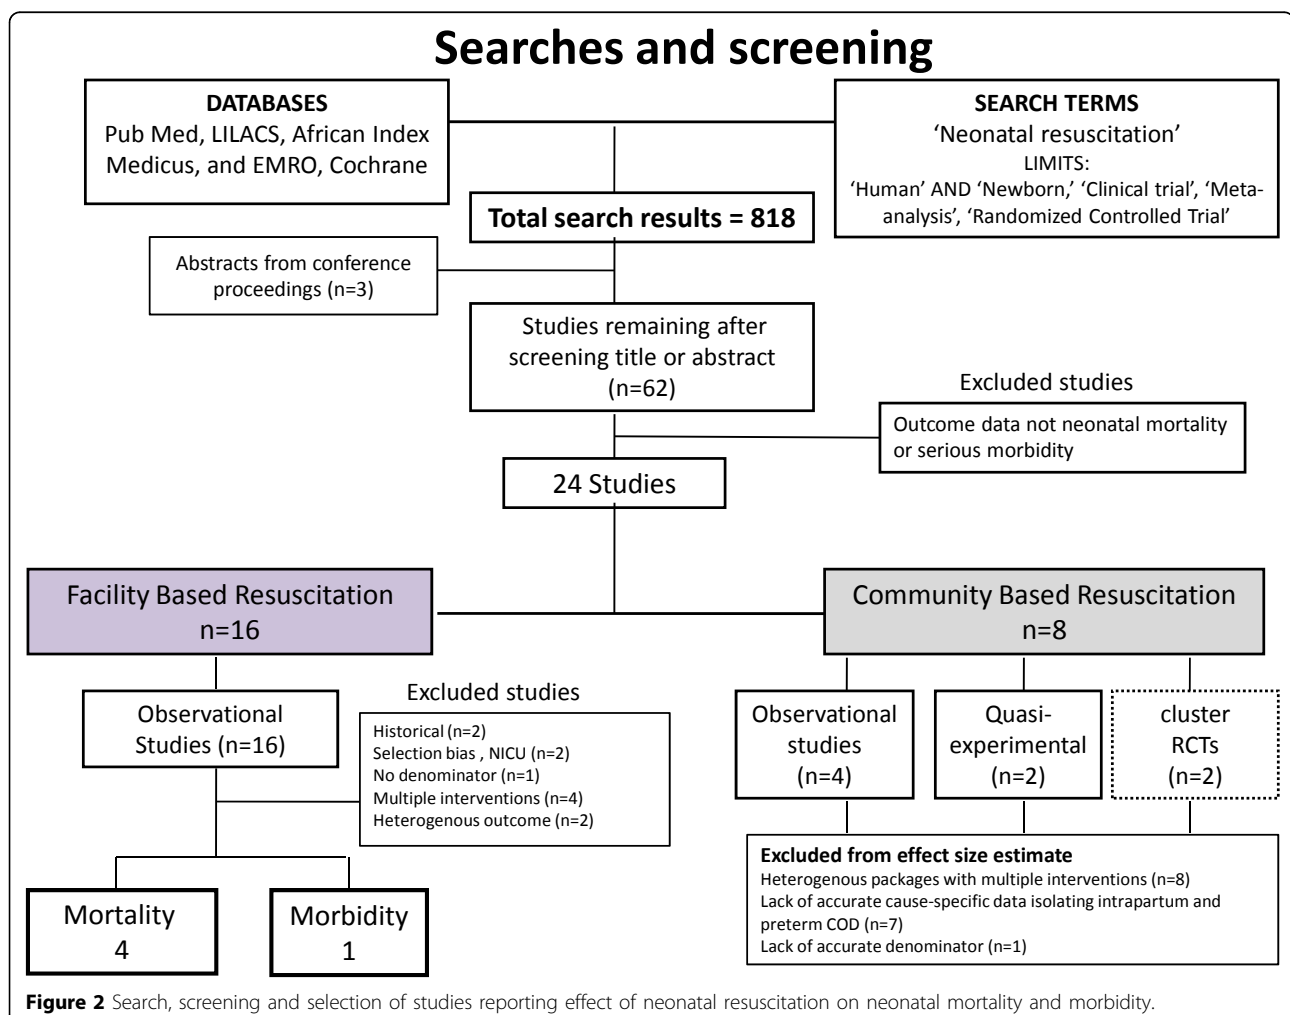 Searches and screening
DATABASES
Pub Med, LILACS, African Index
Medicus, and EMRO, Cochrane
SEARCH TERMS
‘Neonatal resuscitation’
LIMITS:
‘Human’ AND ‘Newborn,’ ‘Clinical trial’, ‘Meta-
analysis’, ‘Randomized Controlled Trial’
Total search results = 818
Abstracts from conference
proceedings (n=3)
Studies remaining after
screening title or abstract
(n=62)
Excluded studies
Outcome data not neonatal mortality
or serious morbidity
24 Studies
Facility Based Resuscitation
n=16
Community Based Resuscitation
n=8
Observational
Studies (n=16)
Excluded studies
Historical (n=2)
Selection bias , NICU (n=2)
No denominator (n=1)
Multiple interventions (n=4)
Heterogenous outcome (n=2)
Mortality
4
Morbidity
1
Observational
studies
(n=4)
Quasi-
experimental
(n=2)
cluster
RCTs
(n=2)
Excluded from effect size estimate
Heterogenous packages with multiple interventions (n=8)
Lack of accurate cause-specific data isolating intrapartum and
preterm COD (n=7)
Lack of accurate denominator (n=1)
Figure 2 Search, screening and selection of studies reporting effect of neonatal resuscitation on neonatal mortality and morbidity.